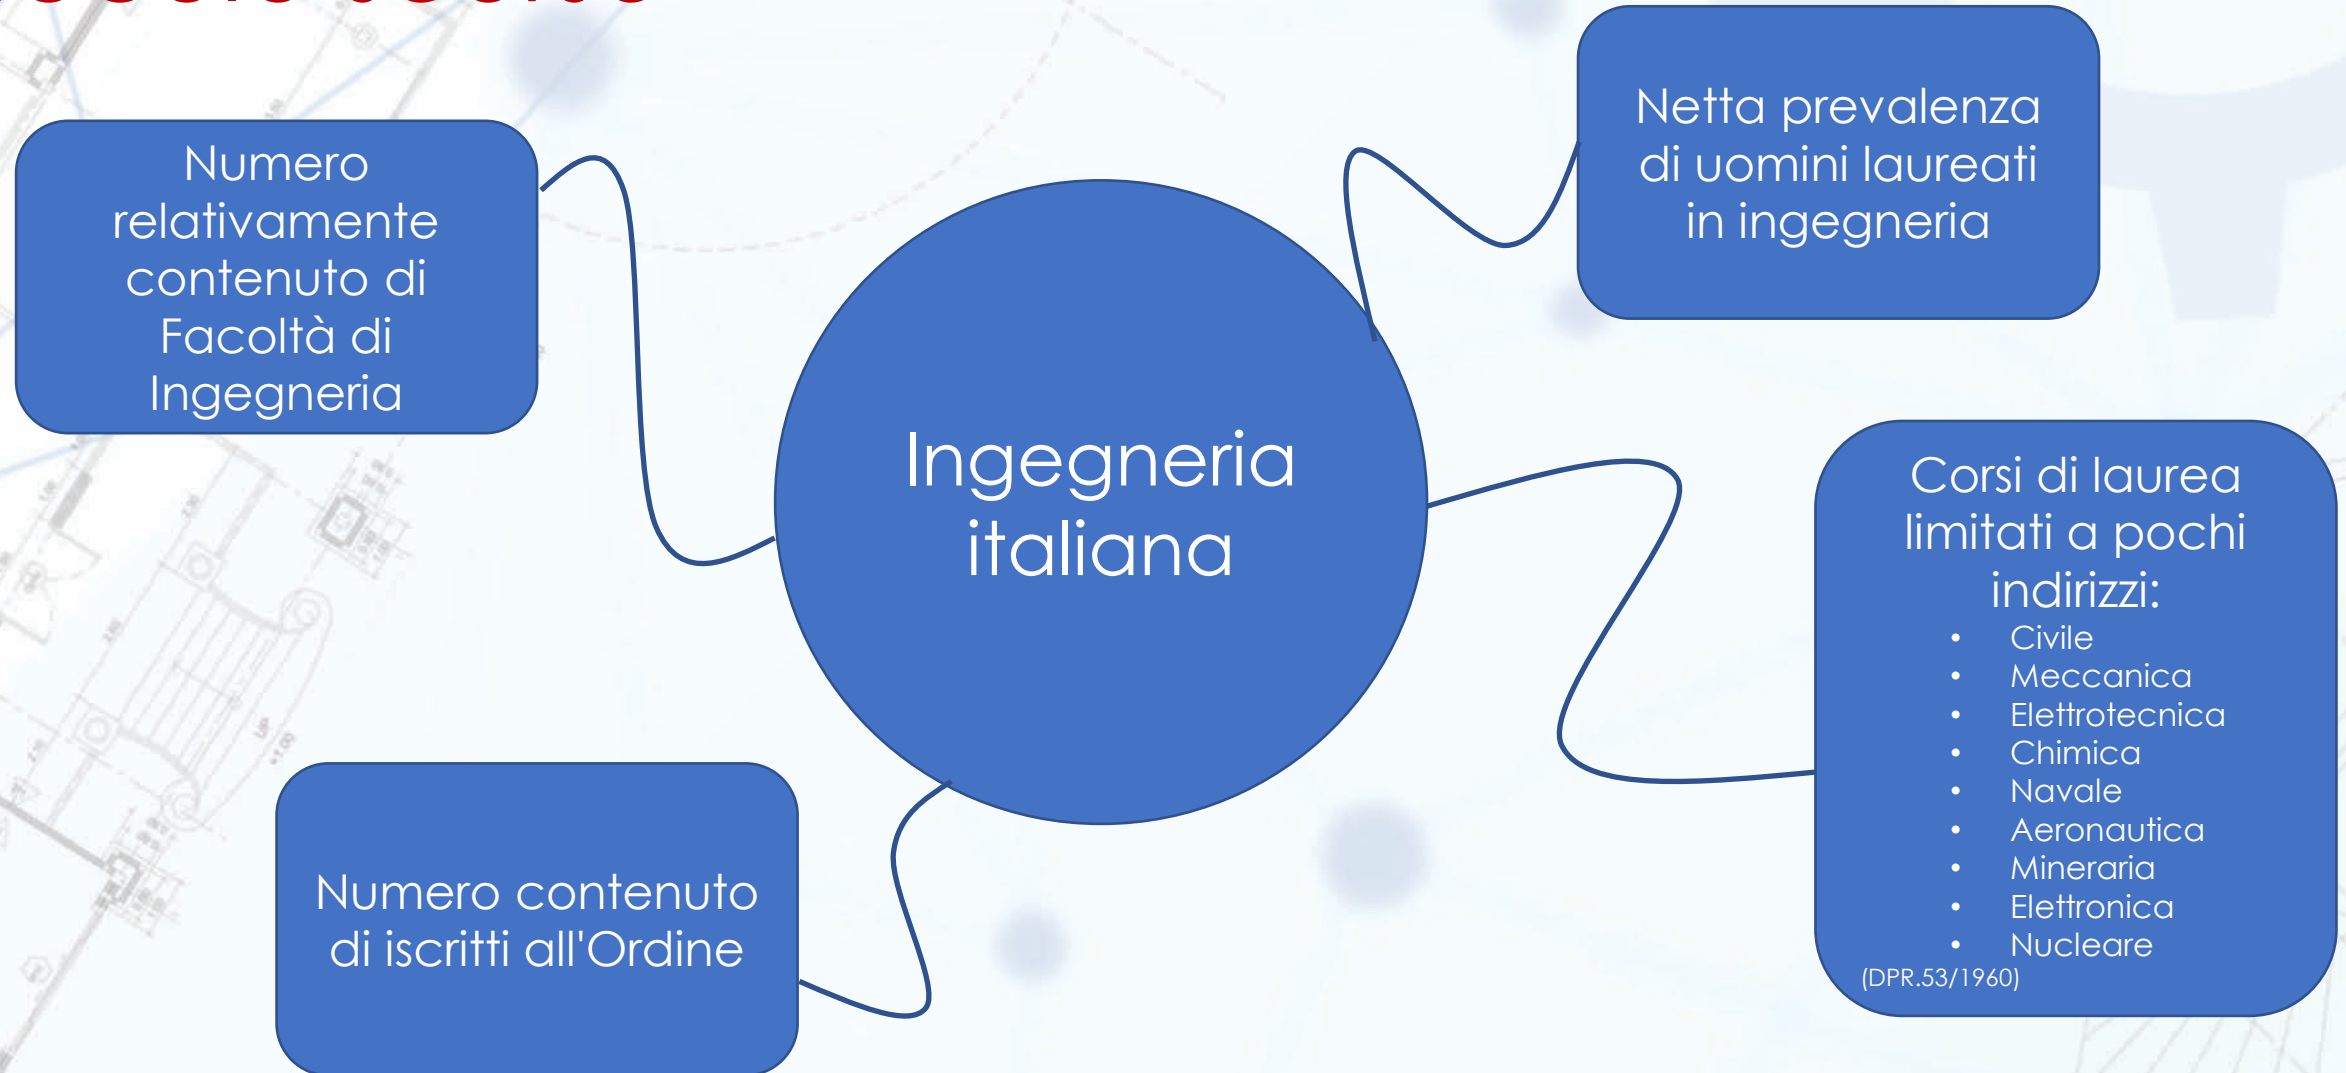 Numero
relativamente
contenuto di
Facoltà di
Ingegneria
Netta prevalenza
di uomini laureati
in ingegneria
Ingegneria
italiana
Corsi di laurea
limitati a pochi
indirizzi:
• Civile
• Meccanica
• Elettrotecnica
• Chimica
• Navale
• Aeronautica
• Mineraria
• Elettronica
• Nucleare
(DPR.53/1960)
Numero contenuto
di iscritti all'Ordine